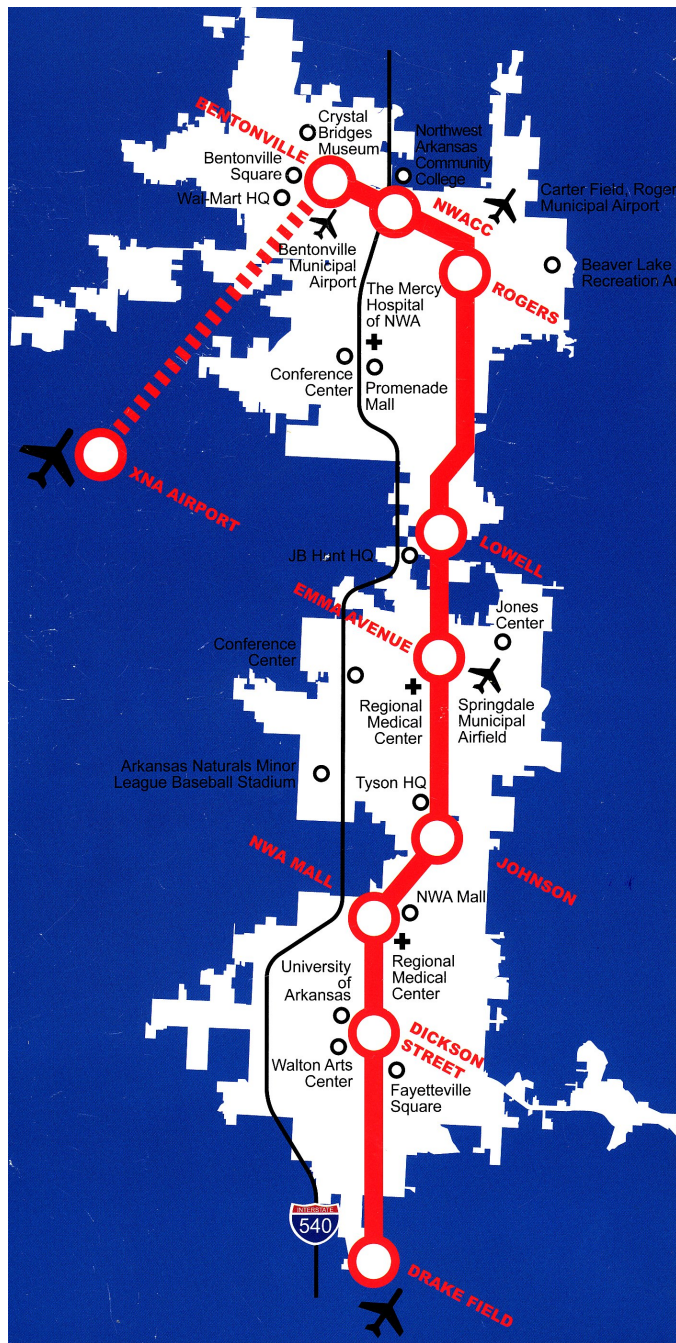 BENTONVILLE
Crystal
Bridges
Museum
Bentonville
Square
Wal-Mart HQ
Northwest
Arkansas
Community
College
NWACC
Carter Field, Roger
Municipal Airport
Bentonville
Municipal
Airport
Beaver Lake
Recreation Ar
ROGERS
The Mercy
Hospital
of NWA
Conference
Center
Promenade
Mall
XNA AIRPORT
JB Hunt HQ
LOWELL
EMMA AVENUE
Jones
Center
Conference
Center
Regional
Medical
Center
Springdale
Municipal
Airfield
Arkansas Naturals Minor
League Baseball Stadium
Tyson HQ
NWA MALL
JOHNSON
NWA Mall
Regional
Medical
Center
University
of
Arkansas
DICKSON
STREET
Walton Arts
Center
Fayetteville
Square
INTERSTATE
540
DRAKE FIELD